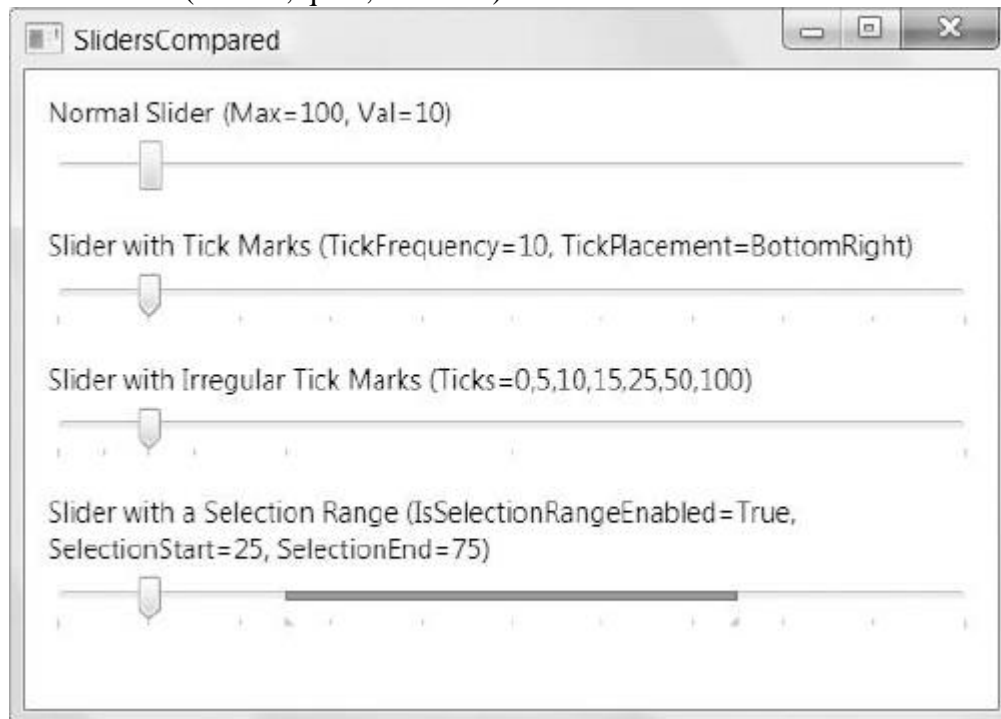 SlidersCompared
Normal Slider (Max=100, Val=10)
Slider with Tick Marks (TickFrequency=10, TickPlacement=BottomRight)
Slider with Irregular Tick Marks (Ticks=0,5,10,15,25,50,100)
Slider with a Selection Range (IsSelectionRangeEnabled=True,
SelectionStart=25, SelectionEnd=75)